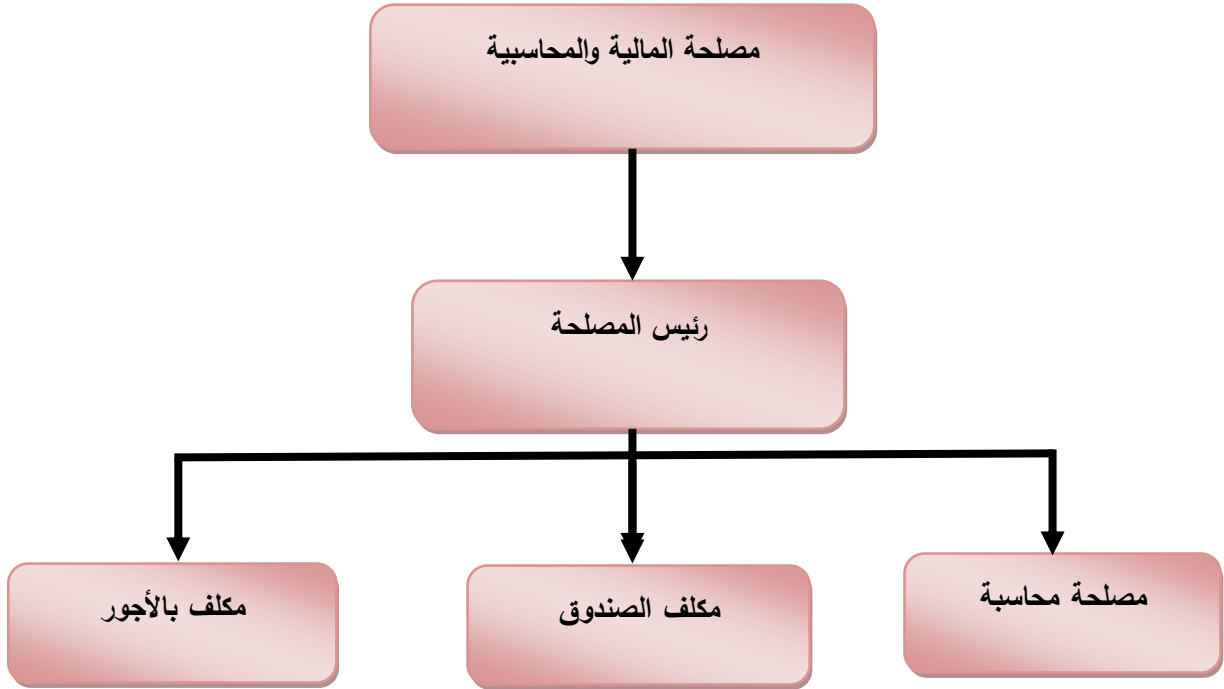 مصلحة المالية والمحاسبية
رئيس المصلحة
مصلحة محاسبة
مكلف الصندوق
مكلف بالأجور